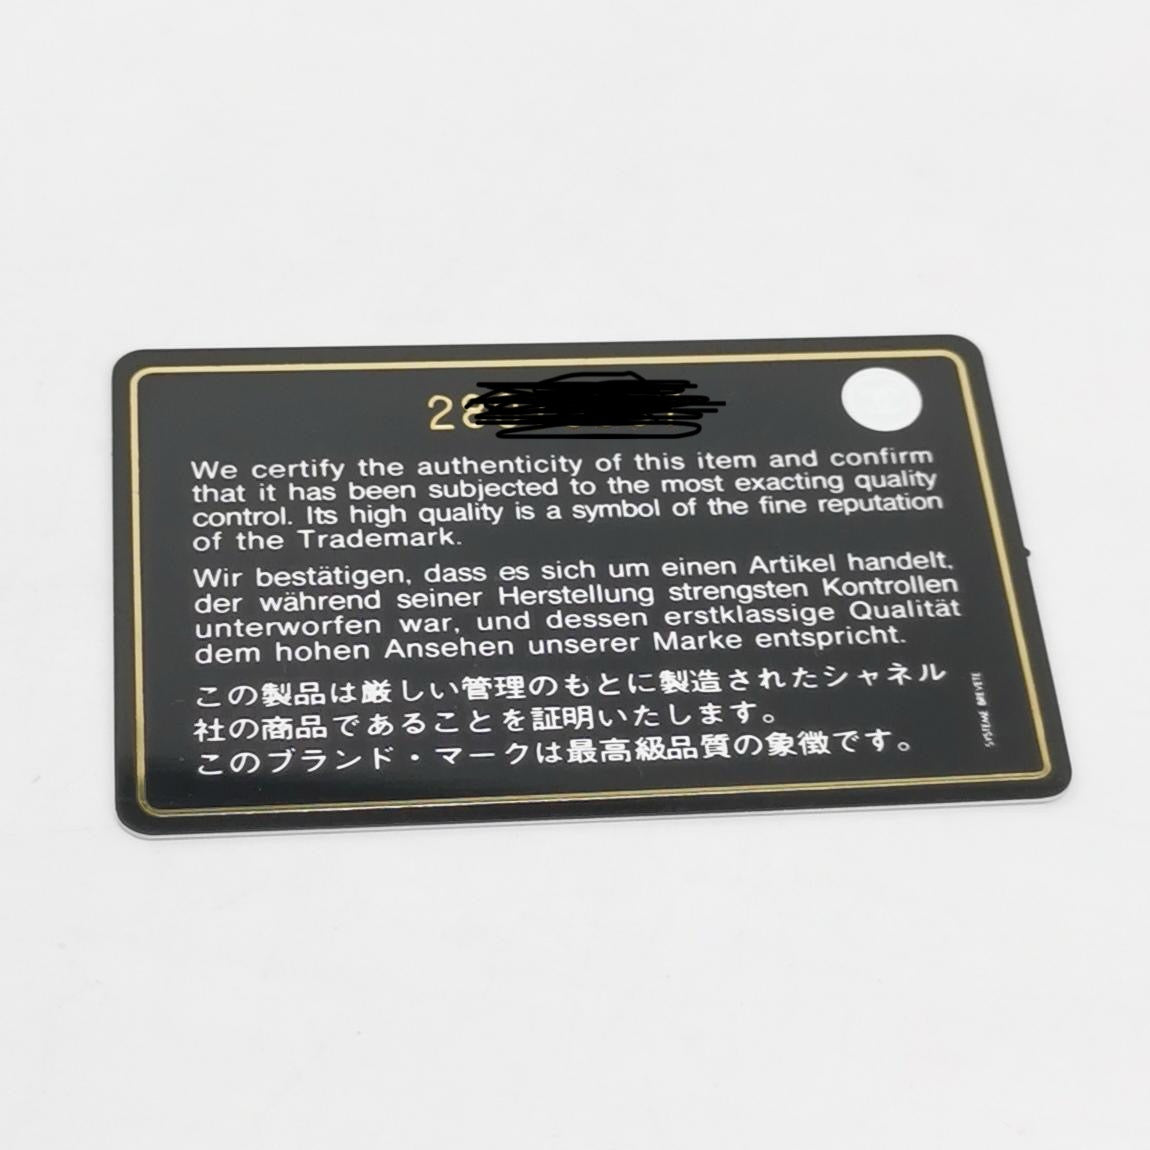 28
We certify the authenticity of this item and confirm
that it has been subjected to the most exacting quality
control. Its high quality is a symbol of the fine reputation
of the Trademark.
Wir bestätigen, dass es sich um einen Artikel handelt,
der während seiner Herstellung strengsten Kontrollen
unterworfen war, und dessen erstklassige Qualität
dem hohen Ansehen unserer Marke entspricht.
この製品は厳しい管理のもとに製造されたシャネル
社の商品であることを証明いたします。
このブランド・マークは最高級品質の象徴です。
SYSTEME BREVETE